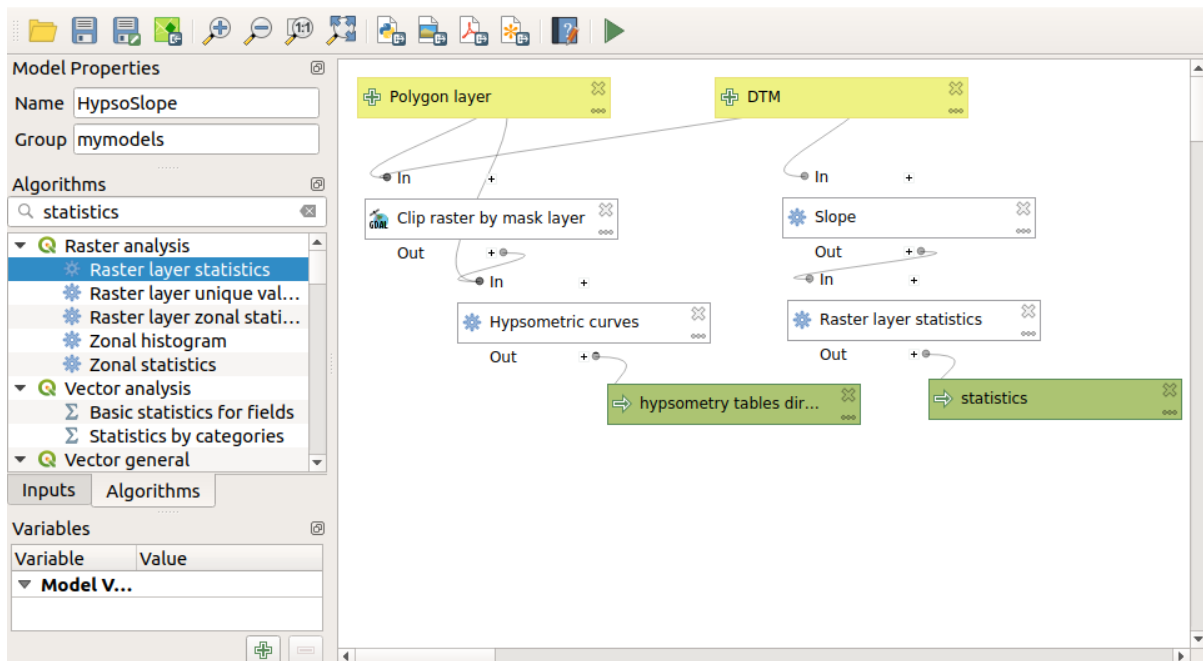 1:1
Model Properties
Name HypsoSlope
Group mymodels
Algorithms
statistics
Raster analysis
Raster layer statistics
Raster layer unique val...
Raster layer zonal stati...
Zonal histogram
Zonal statistics
Vector analysis
Basic statistics for fields
Statistics by categories
Vector general
Inputs Algorithms
Variables
Variable Value
Model V...
Polygon layer
DTM
In
In
GDAL Clip raster by mask layer
Slope
Out
Out
In
In
Hypsometric curves
Raster layer statistics
Out
Out
hypsometry tables dir...
statistics